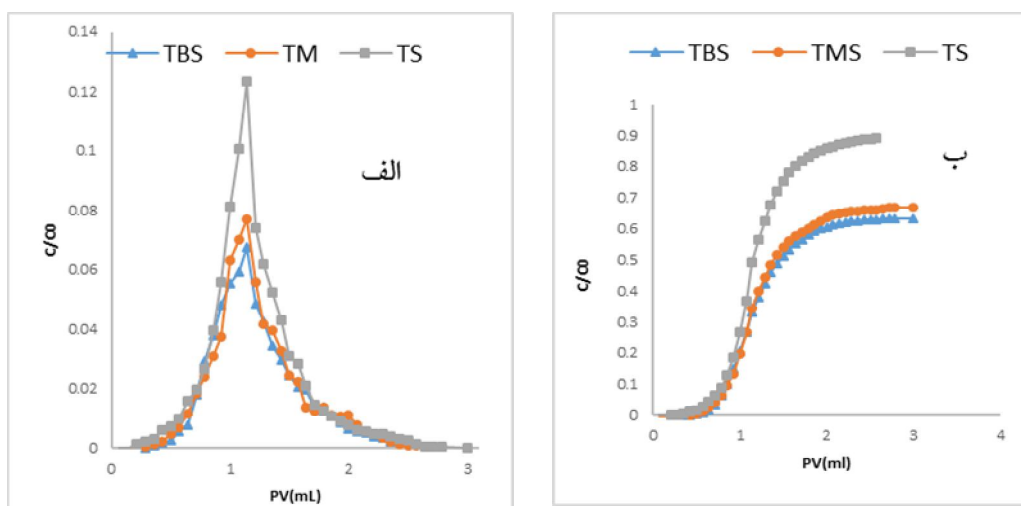 0.14
TBS TM TS
0.12
0.1
0.08
0.06
0.04
0.02
0
C/C0
الف
0 1 2 3
PV(mL)
TBS TMS TS
1
0.9
0.8
0.7
0.6
0.5
0.4
0.3
0.2
0.1
0
C/C0
ب
0 1 2 3 4
PV(ml)